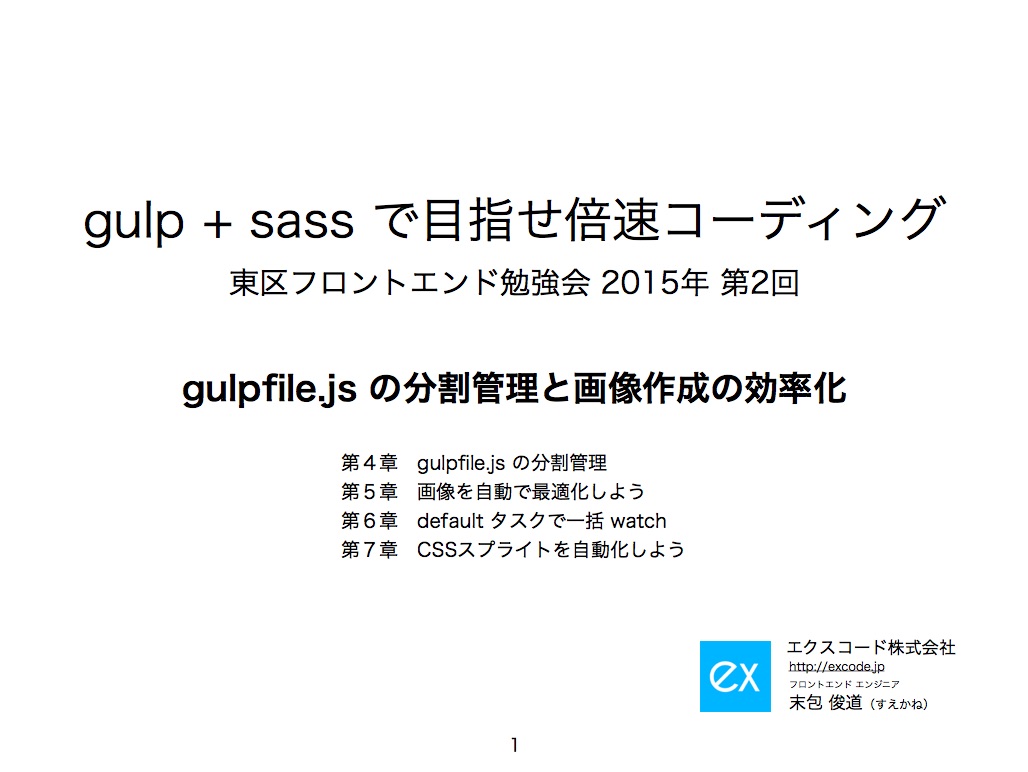 gulp + sass で目指せ倍速コーディング
東区フロントエンド勉強会 2015年 第2回
gulpfile.js の分割管理と画像作成の効率化
第４章　gulpfile.js の分割管理
第５章　画像を自動で最適化しよう
第６章　default タスクで一括 watch
第７章　CSSスプライトを自動化しよう
ex
エクスコード株式会社
http://excode.jp
フロントエンド エンジニア
末包 俊道（すえかね）
1